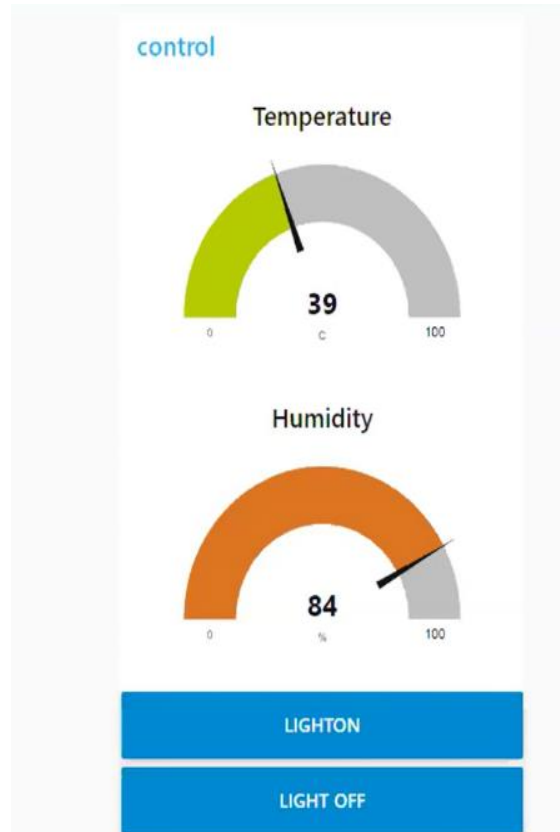 control
Temperature
39
0
C
100
Humidity
84
0
%
100
LIGHTON
LIGHT OFF